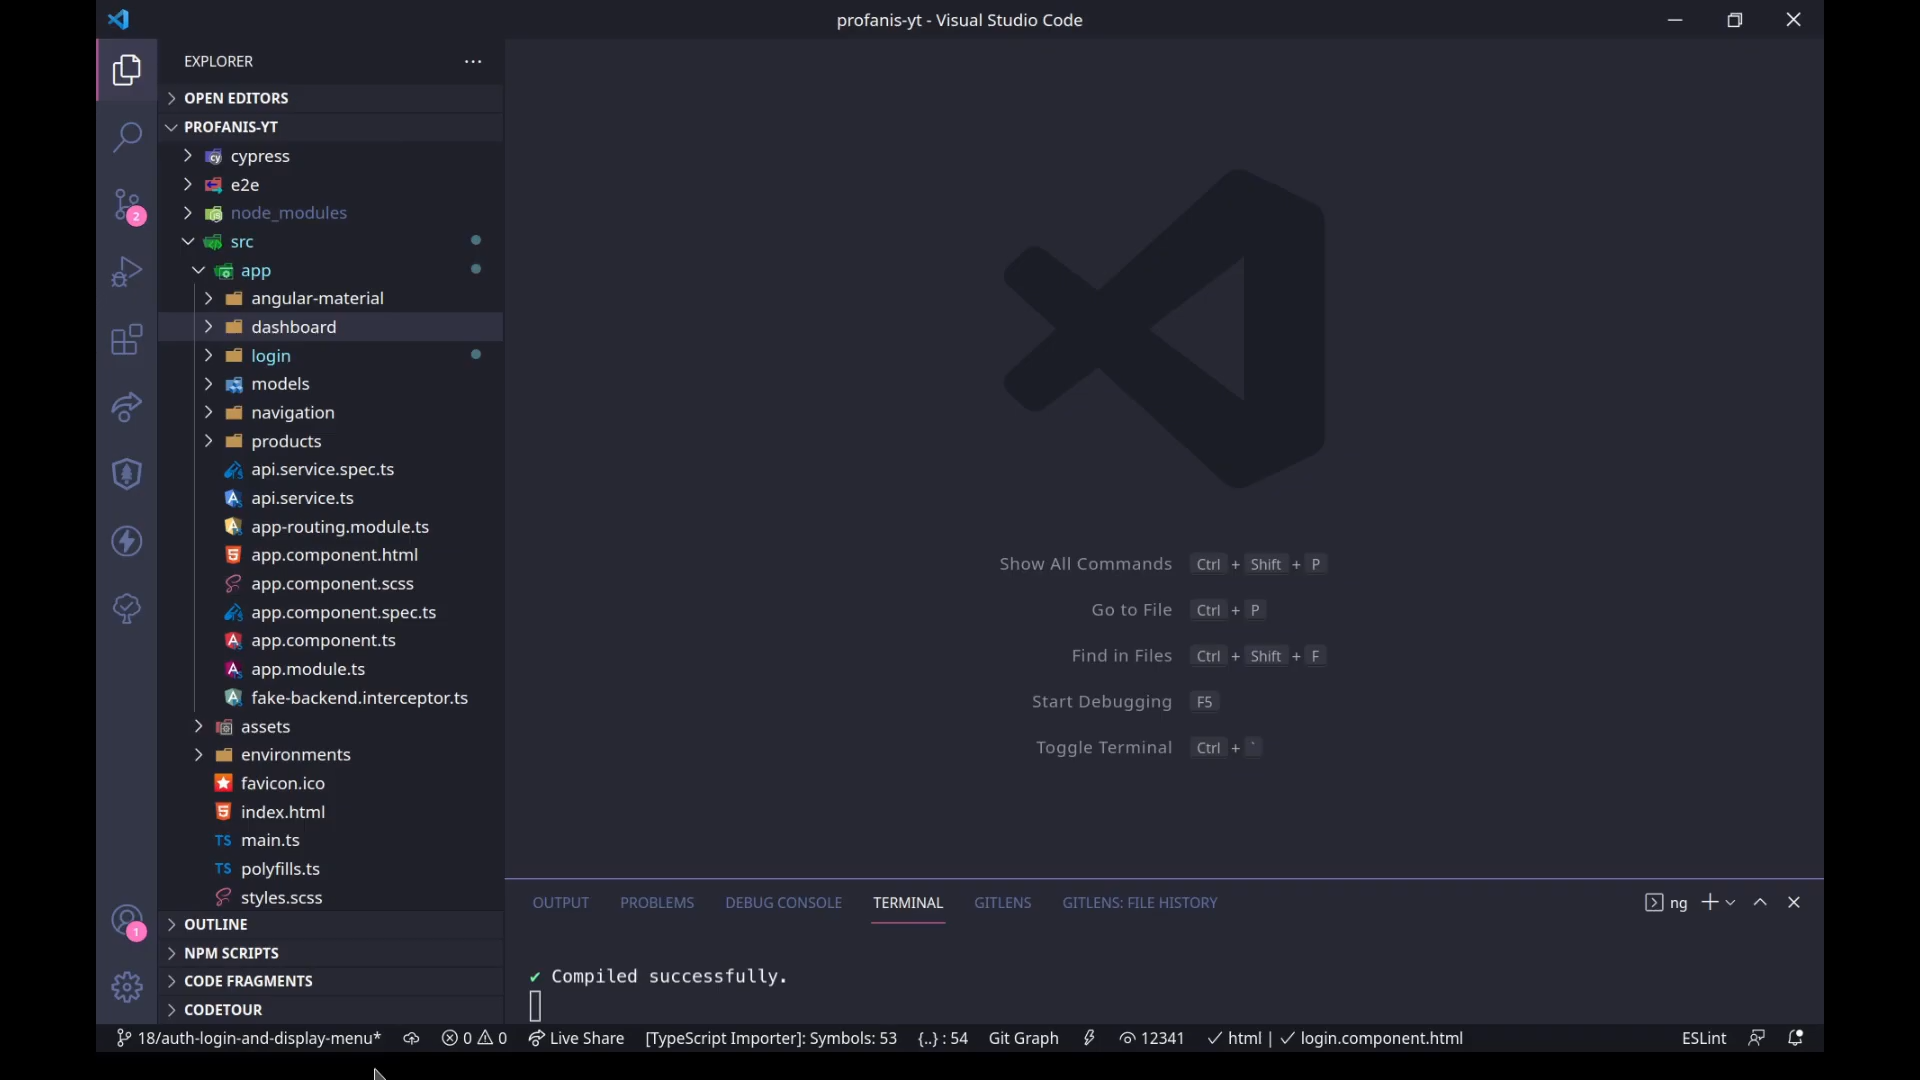 profanis-yt - Visual Studio Code
EXPLORER
OPEN EDITORS
PROFANIS-YT
cypress
e2e
node_modules
src
app
angular-material
dashboard
login
models
navigation
products
api.service.spec.ts
api.service.ts
app-routing.module.ts
app.component.html
app.component.scss
app.component.spec.ts
app.component.ts
app.module.ts
fake-backend.interceptor.ts
assets
environments
favicon.ico
index.html
TS main.ts
TS polyfills.ts
styles.scss
OUTLINE
NPM SCRIPTS
CODE FRAGMENTS
CODETOUR
2
1
Show All Commands Ctrl + Shift + P
Go to File Ctrl + P
Find in Files Ctrl + Shift + F
Start Debugging F5
Toggle Terminal Ctrl + `
OUTPUT PROBLEMS DEBUG CONSOLE TERMINAL GITLENS GITLENS: FILE HISTORY ng
✔ Compiled successfully.
18/auth-login-and-display-menu* 0 0 Live Share [TypeScript Importer]: Symbols: 53 {..} : 54 Git Graph 12341 ✓ html | ✓ login.component.html ESLint